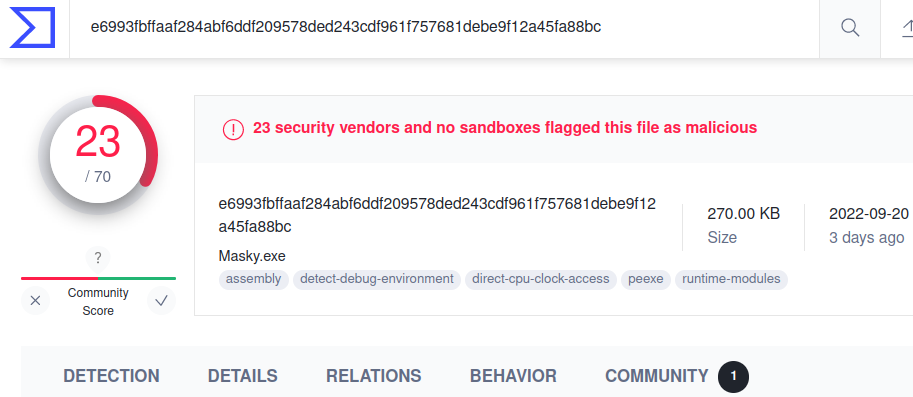 e6993fbffaaf284abf6ddf209578ded243cdf961f757681debe9f12a45fa88bc
23
/ 70
23 security vendors and no sandboxes flagged this file as malicious
e6993fbffaaf284abf6ddf209578ded243cdf961f757681debe9f12
a45fa88bc
Masky.exe
assembly detect-debug-environment direct-cpu-clock-access peexe runtime-modules
270.00 KB
Size
2022-09-20
3 days ago
?
Community
Score
DETECTION DETAILS RELATIONS BEHAVIOR COMMUNITY 1